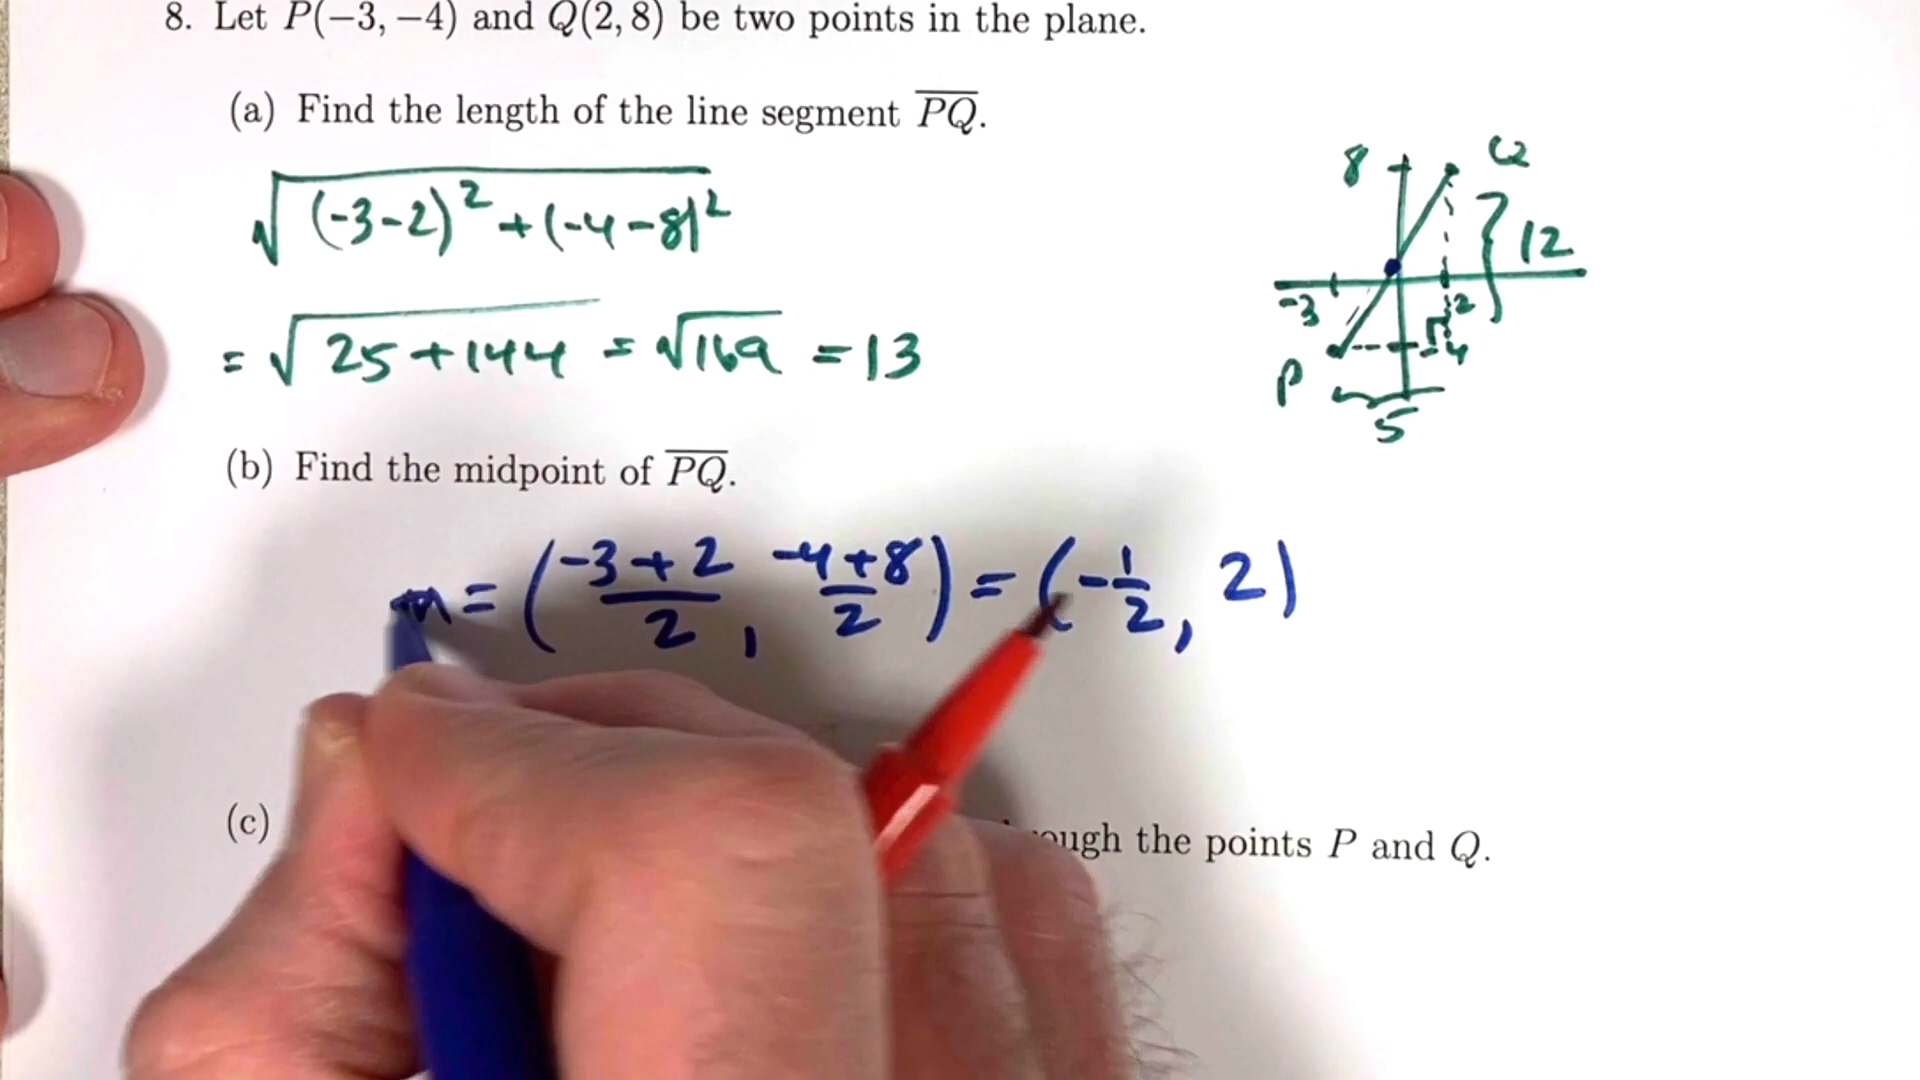 8. Let P(−3, −4) and Q(2, 8) be two points in the plane.
(a) Find the length of the line segment PQ.
√(-3-2)² + (-4-8)²
= √25+144 = √169 = 13
8 Q
12
-3 2
-4
P
5
(b) Find the midpoint of PQ.
m = (-3+2/2, -4+8/2) = (-1/2, 2)
(c) the points P and Q.